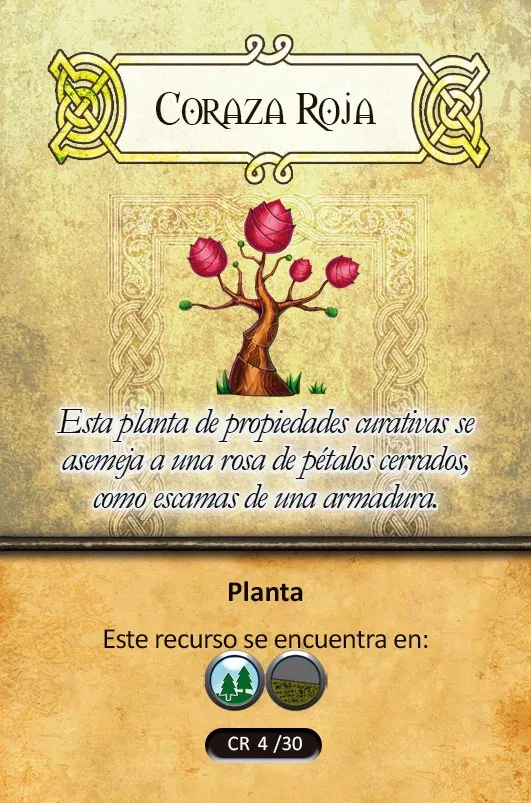 Coraza Roja
Esta planta de propiedades curativas se
asemeja a una rosa de pétalos cerrados,
como escamas de una armadura.
Planta
Este recurso se encuentra en:
CR 4 /30